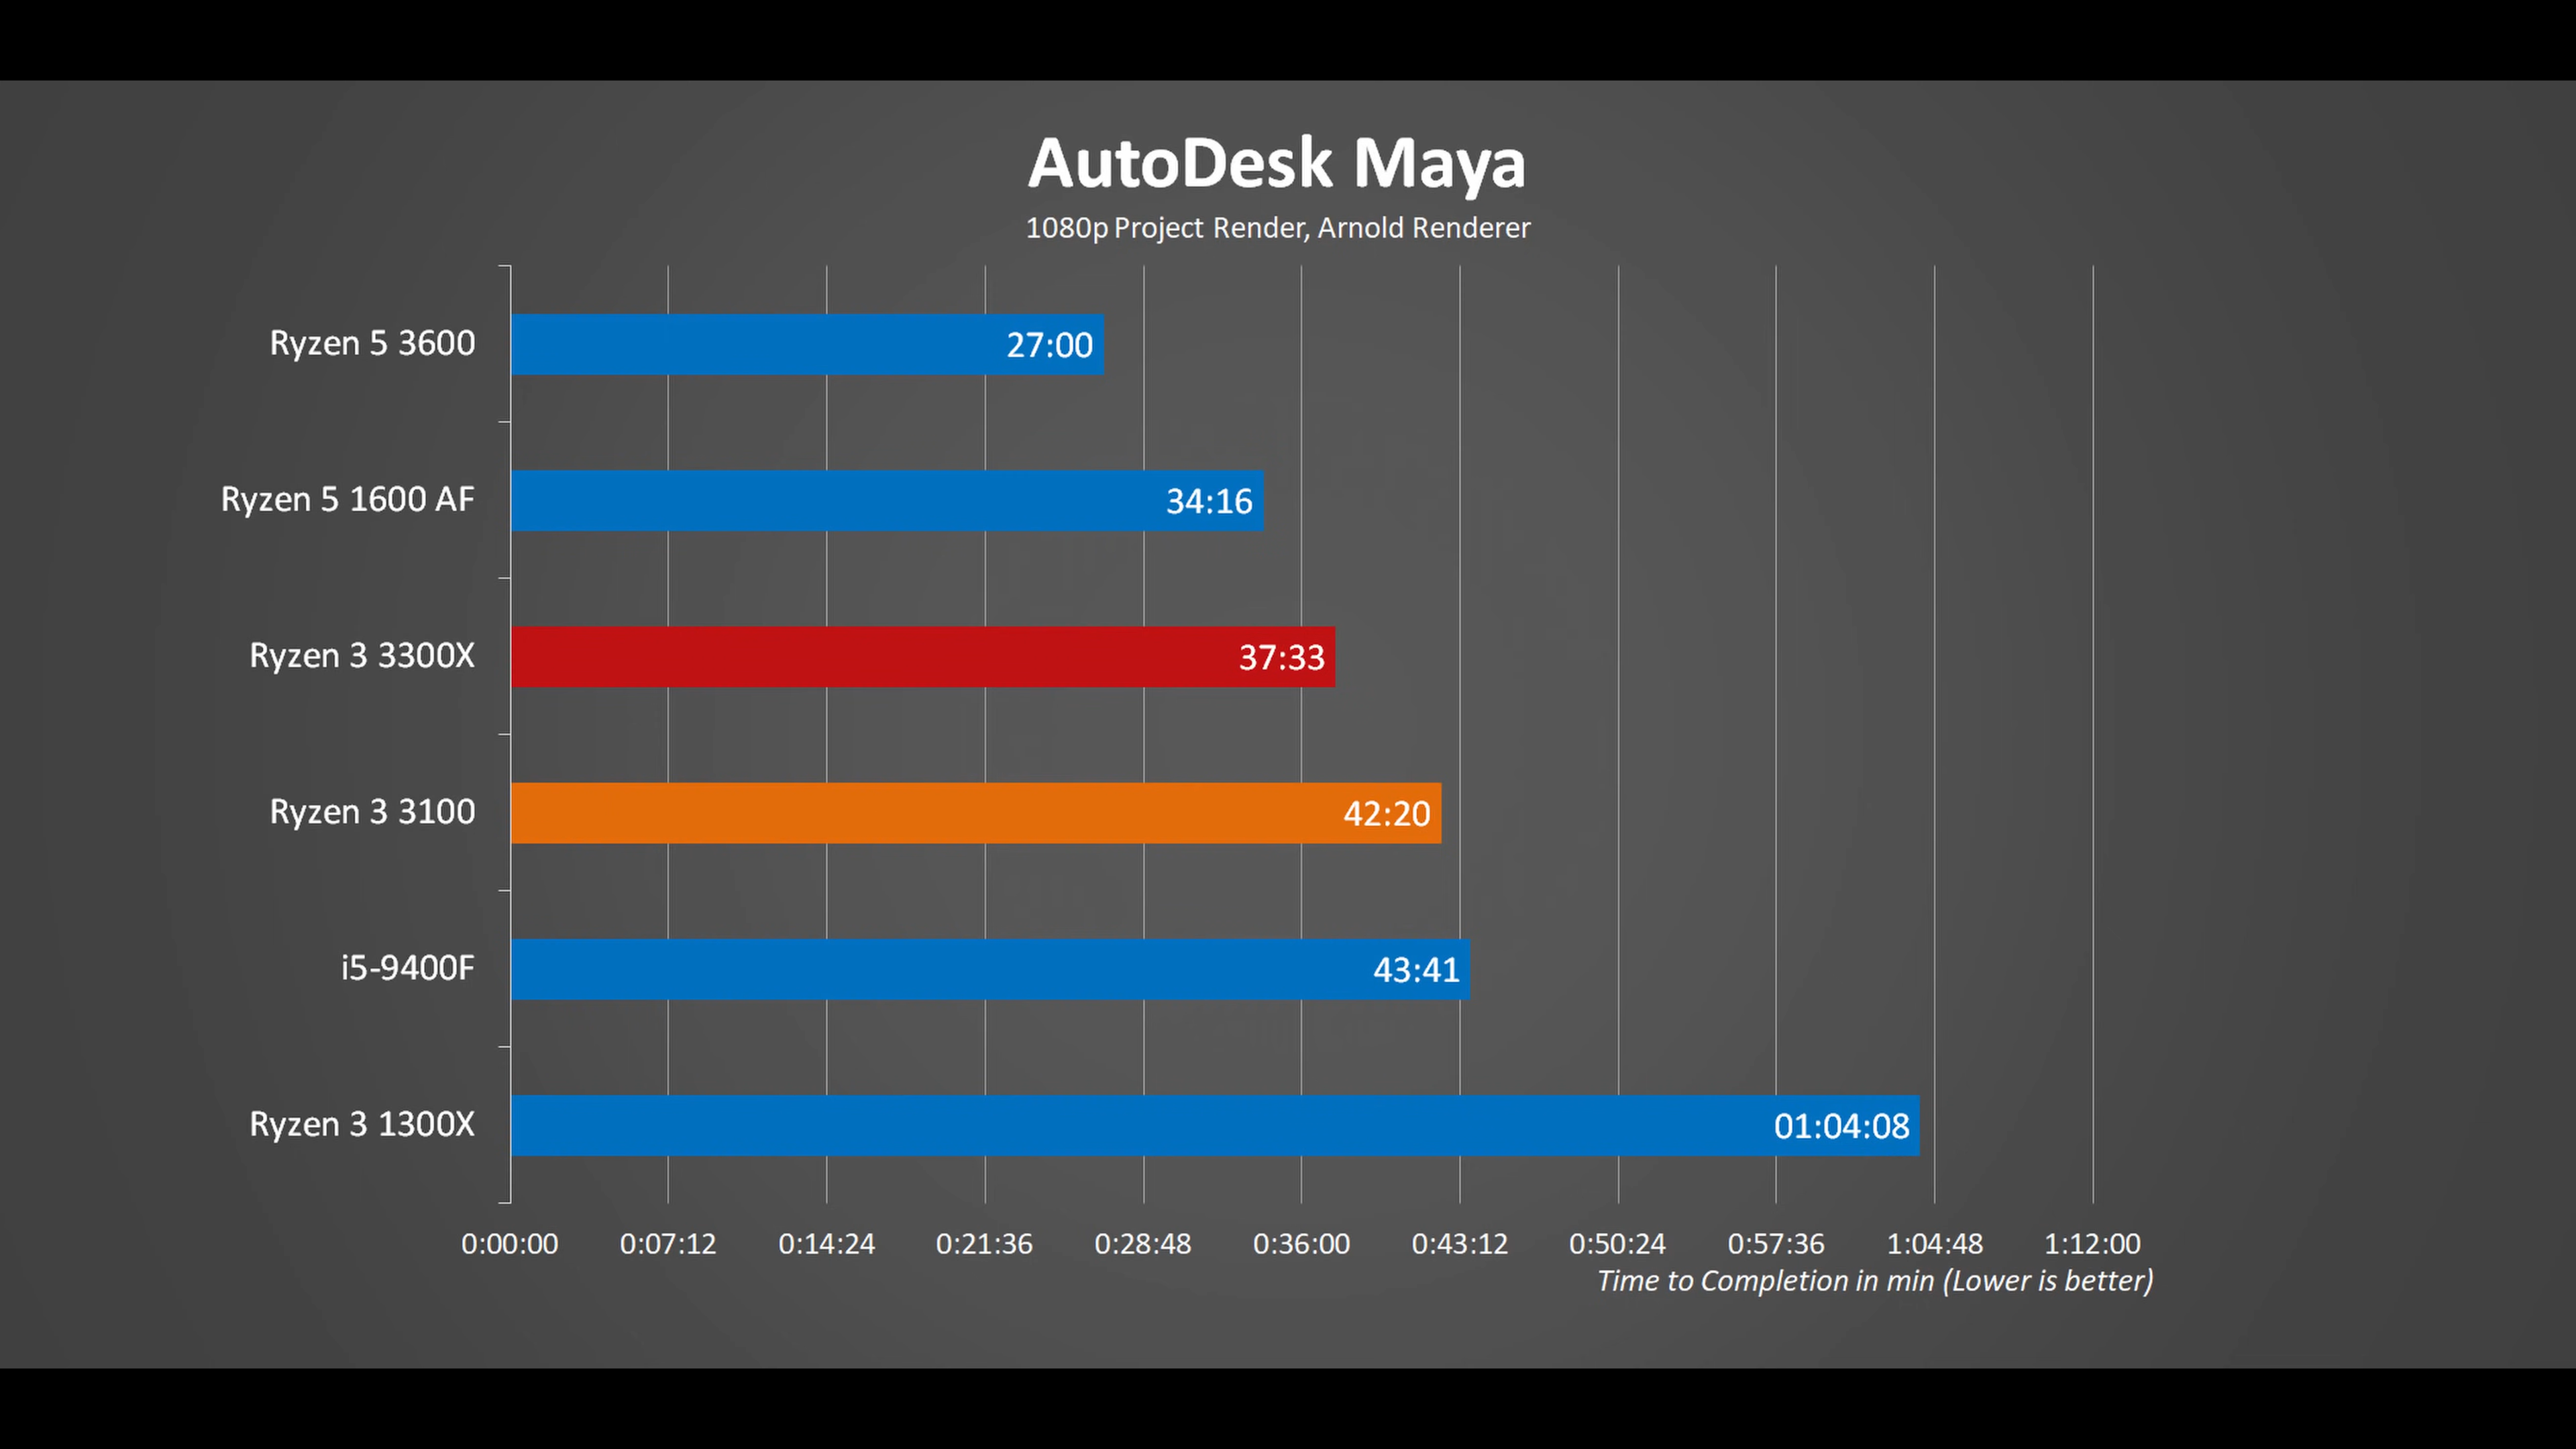 AutoDesk Maya
1080p Project Render, Arnold Renderer
Ryzen 5 3600 27:00
Ryzen 5 1600 AF 34:16
Ryzen 3 3300X 37:33
Ryzen 3 3100 42:20
i5-9400F 43:41
Ryzen 3 1300X 01:04:08
0:00:00 0:07:12 0:14:24 0:21:36 0:28:48 0:36:00 0:43:12 0:50:24 0:57:36 1:04:48 1:12:00
Time to Completion in min (Lower is better)